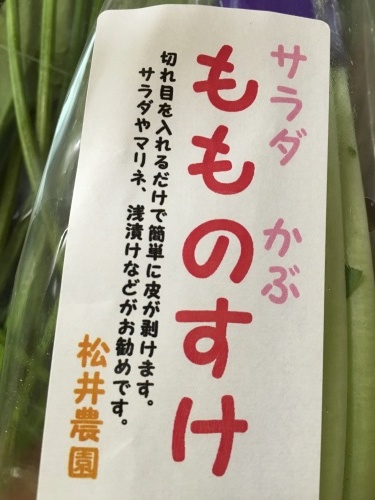 サラダ かぶ
もものすけ
切れ目を入れるだけで簡単に皮が剥けます。
サラダやマリネ、浅漬けなどがお勧めです。
松井農園